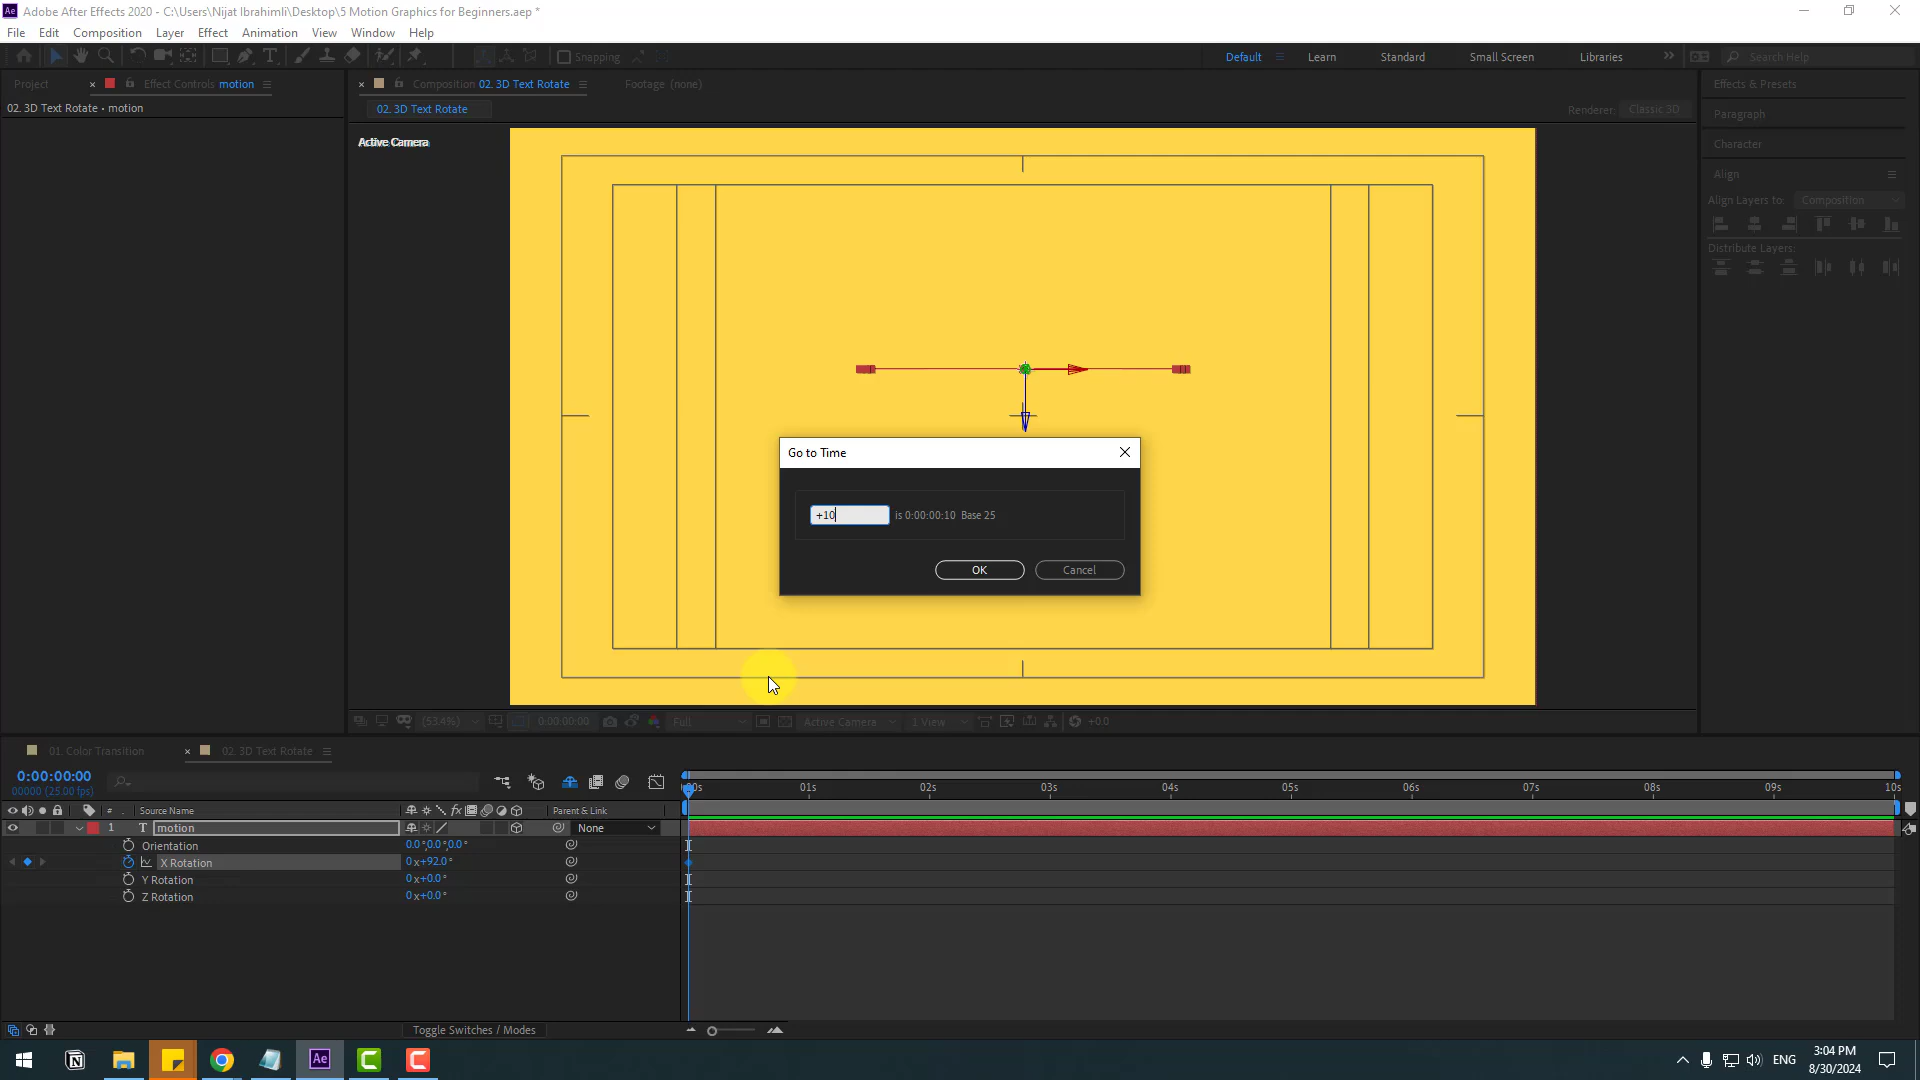 Adobe After Effects 2020 - C:\Users\Nijat Ibrahimli\Desktop\5 Motion Graphics for Beginners.aep *
File Edit Composition Layer Effect Animation View Window Help
Snapping
Default Learn Standard Small Screen Libraries Search Help
Project Effect Controls motion
02. 3D Text Rotate • motion
Composition 02. 3D Text Rotate Footage (none)
02. 3D Text Rotate
Renderer: Classic 3D
Active Camera
Effects & Presets
Paragraph
Character
Align
Align Layers to: Composition
Distribute Layers:
Go to Time
+10 is 0:00:00:10 Base 25
OK Cancel
(53.4%) 0:00:00:00 Full Active Camera 1 View +0.0
01. Color Transition 02. 3D Text Rotate
0:00:00:00
00000 (25.00 fps)
:00s 01s 02s 03s 04s 05s 06s 07s 08s 09s 10s
# Source Name Parent & Link
1 T motion None
Orientation 0.0°,0.0°,0.0°
X Rotation 0x+92.0°
Y Rotation 0x+0.0°
Z Rotation 0x+0.0°
Toggle Switches / Modes
Ae
ENG
3:04 PM
8/30/2024